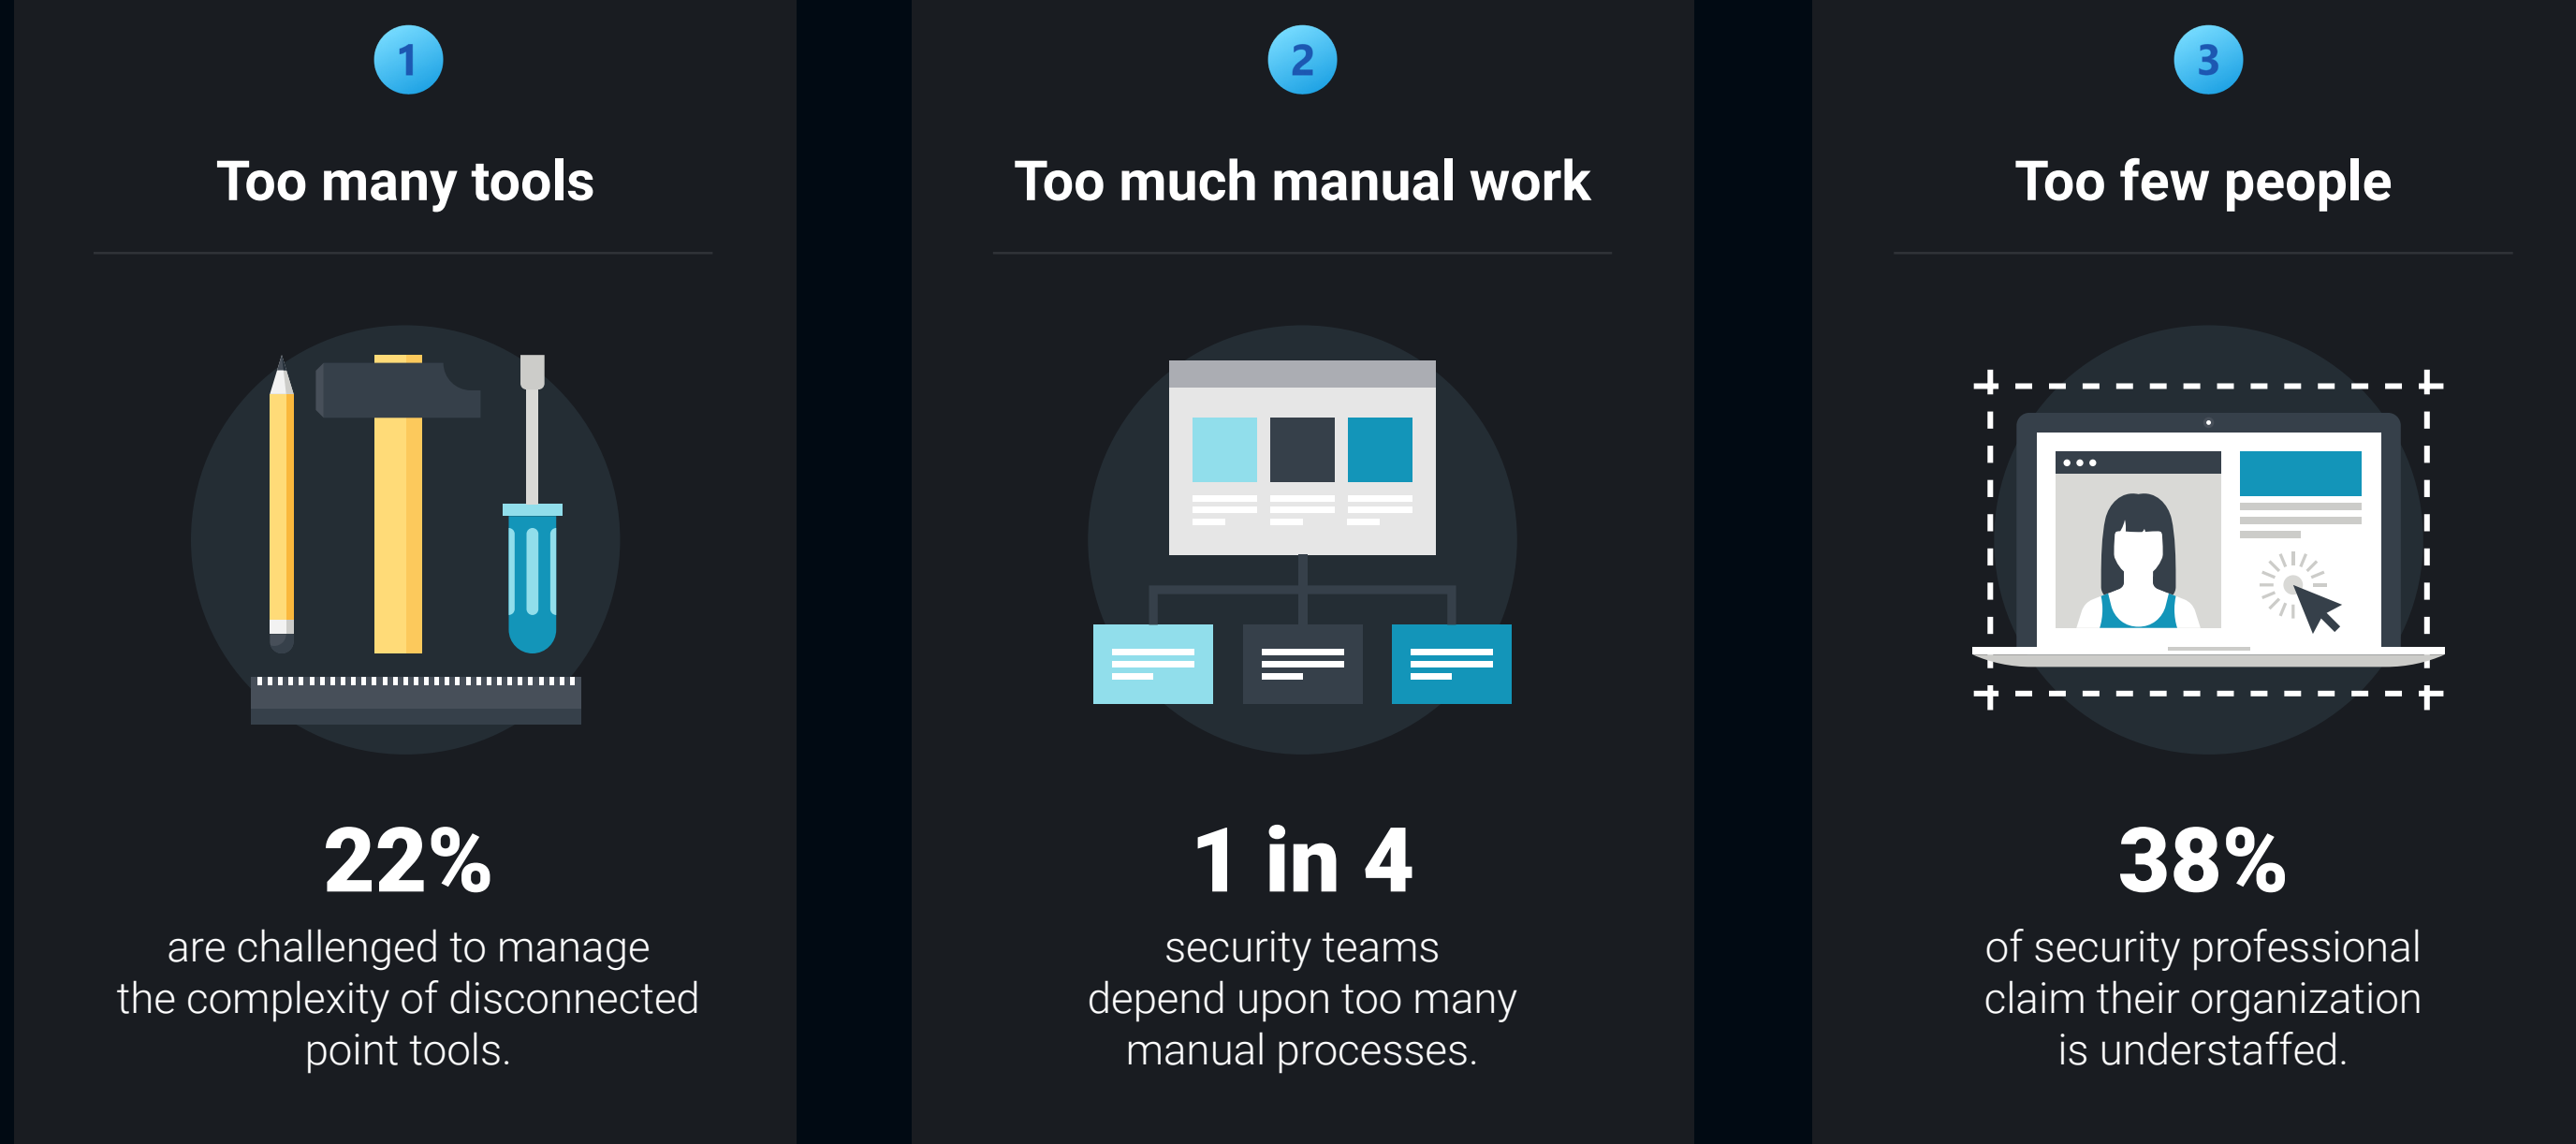 1
Too many tools
22%
are challenged to manage
the complexity of disconnected
point tools.
2
Too much manual work
1 in 4
security teams
depend upon too many
manual processes.
3
Too few people
38%
of security professional
claim their organization
is understaffed.